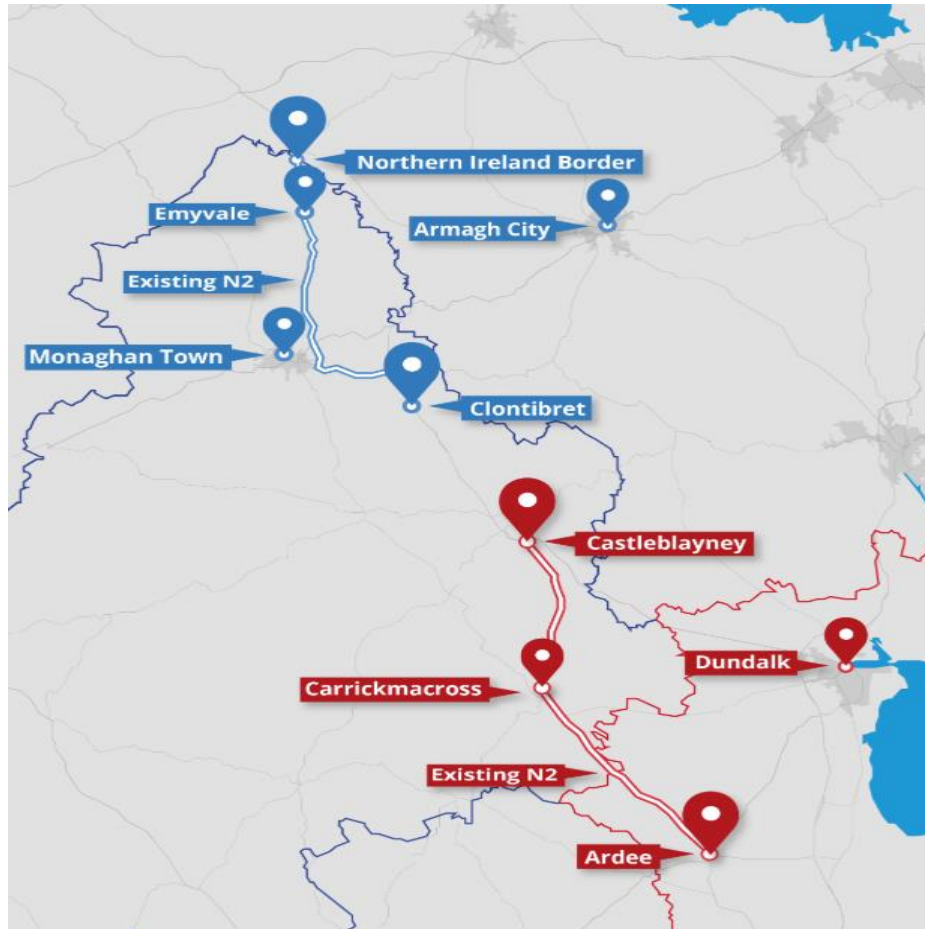 Northern Ireland Border
Emyvale
Armagh City
Existing N2
Monaghan Town
Clontibret
Castleblayney
Dundalk
Carrickmacross
Existing N2
Ardee